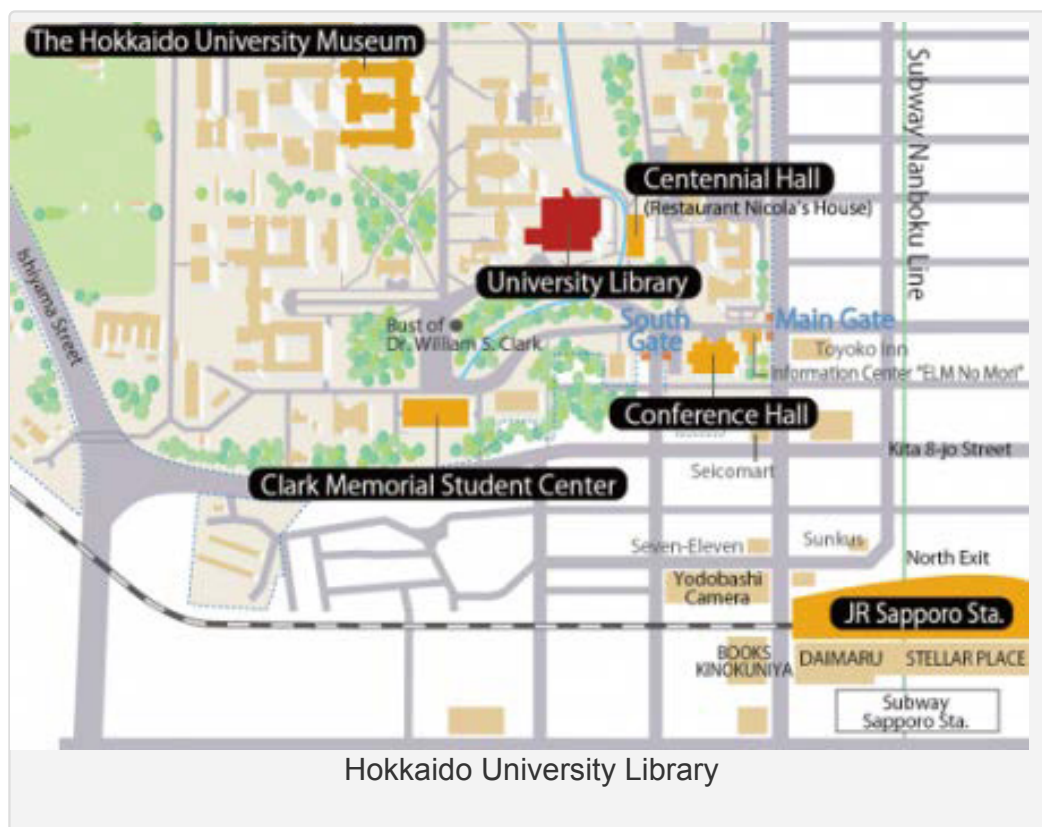 The Hokkaido University Museum
Subway Nanboku Line
Centennial Hall
(Restaurant Nicola's House)
Ishiyama Street
University Library
Bust of
Dr. William S. Clark
South
Gate
Main Gate
Toyoko Inn
Information Center "ELM No Mori"
Conference Hall
Kita 8-jo Street
Seicomart
Clark Memorial Student Center
Seven-Eleven
Sunkus
North Exit
Yodobashi
Camera
JR Sapporo Sta.
BOOKS
KINOKUNIYA
DAIMARU
STELLAR PLACE
Subway
Sapporo Sta.
Hokkaido University Library